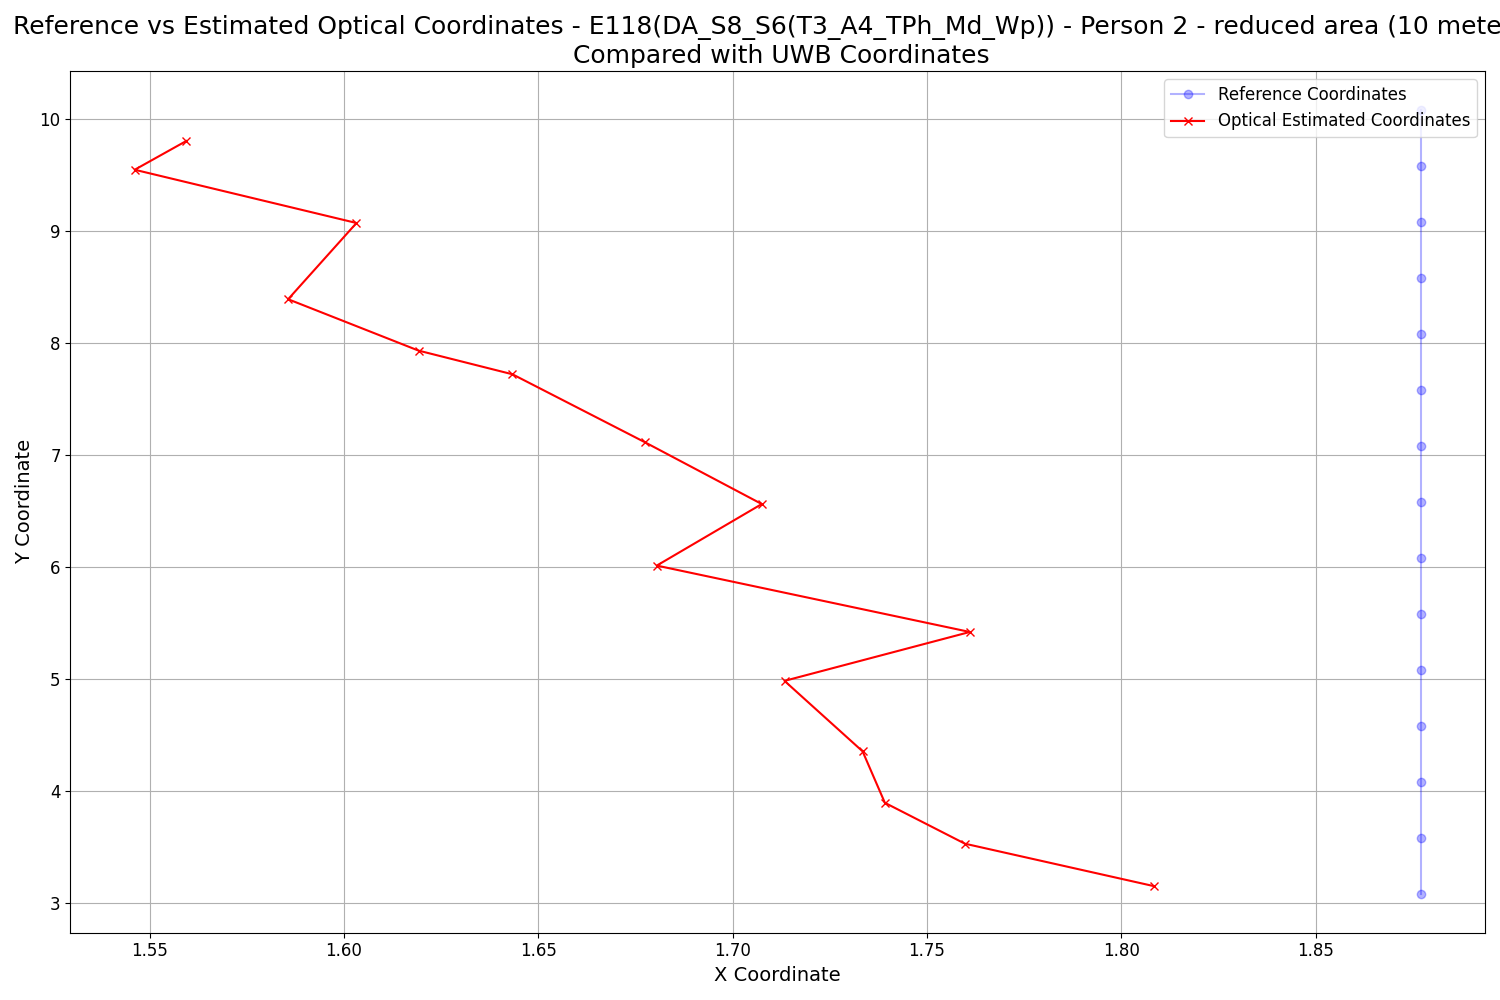 Reference vs Estimated Optical Coordinates - E118(DA_S8_S6(T3_A4_TPh_Md_Wp)) - Person 2 - reduced area (10 mete
Compared with UWB Coordinates
Reference Coordinates
Optical Estimated Coordinates
10
9
8
7
6
5
4
3
Y Coordinate
1.55
1.60
1.65
1.70
1.75
1.80
1.85
X Coordinate